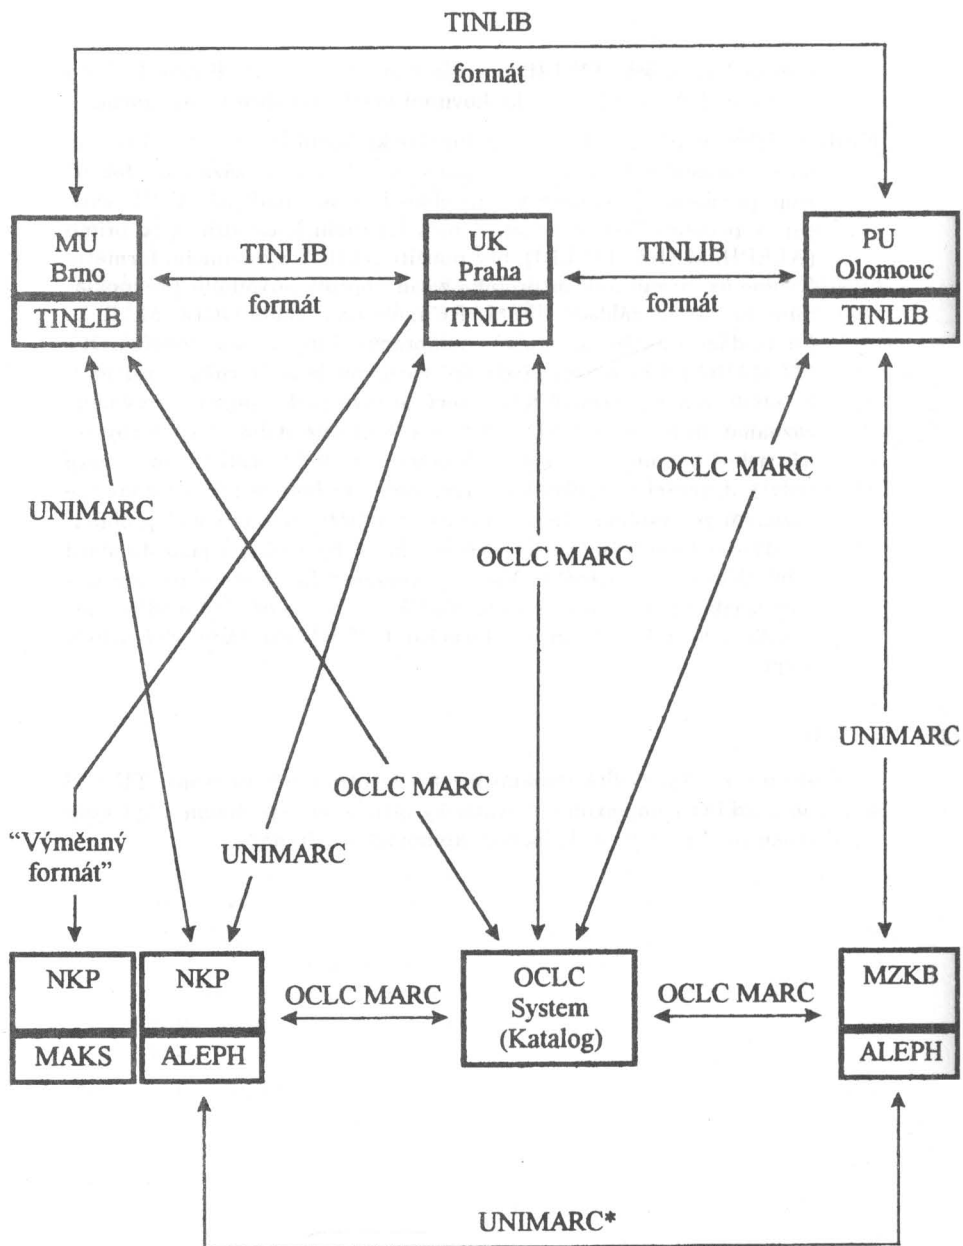 TINLIB
formát
MU
Brno
TINLIB
TINLIB
formát
UK
Praha
TINLIB
TINLIB
formát
PU
Olomouc
TINLIB
OCLC MARC
UNIMARC
OCLC MARC
UNIMARC
OCLC MARC
“Výměnný
formát”
UNIMARC
NKP
MAKS
NKP
ALEPH
OCLC MARC
OCLC
System
(Katalog)
OCLC MARC
MZKB
ALEPH
UNIMARC*